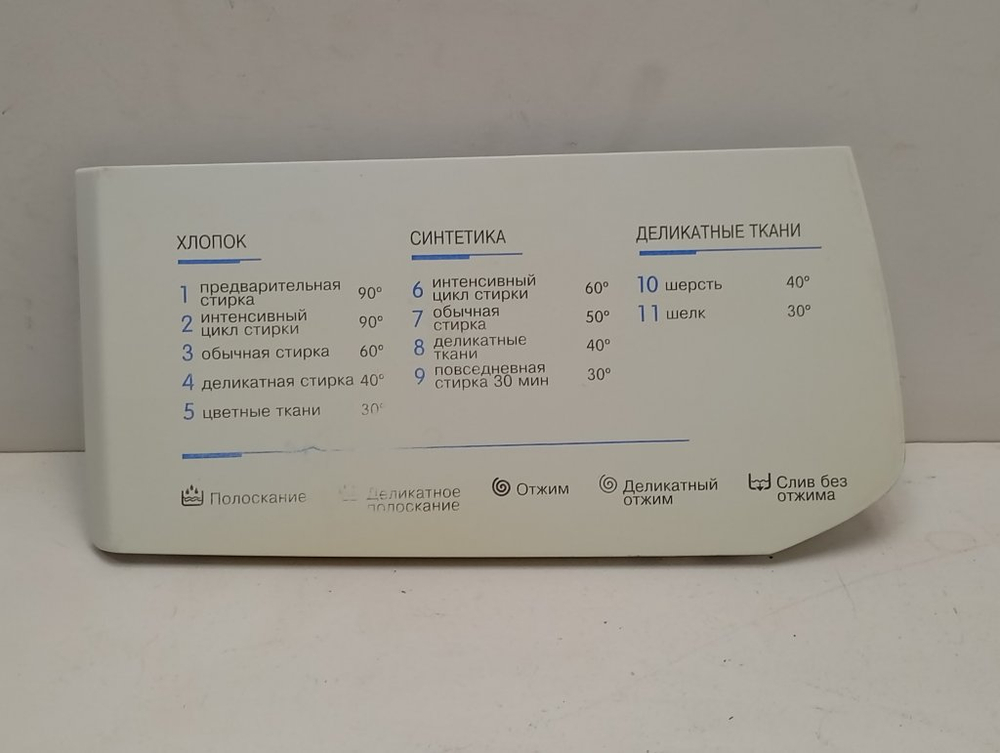 ХЛОПОК
1 предварительная
стирка 90°
2 интенсивный
цикл стирки 90°
3 обычная стирка 60°
4 деликатная стирка 40°
5 цветные ткани 30°
СИНТЕТИКА
6 интенсивный
цикл стирки 60°
7 обычная
стирка 50°
8 деликатные
ткани 40°
9 повседневная
стирка 30 мин 30°
ДЕЛИКАТНЫЕ ТКАНИ
10 шерсть 40°
11 шелк 30°
Полоскание
Деликатное
полоскание
Отжим
Деликатный
отжим
Слив без
отжима